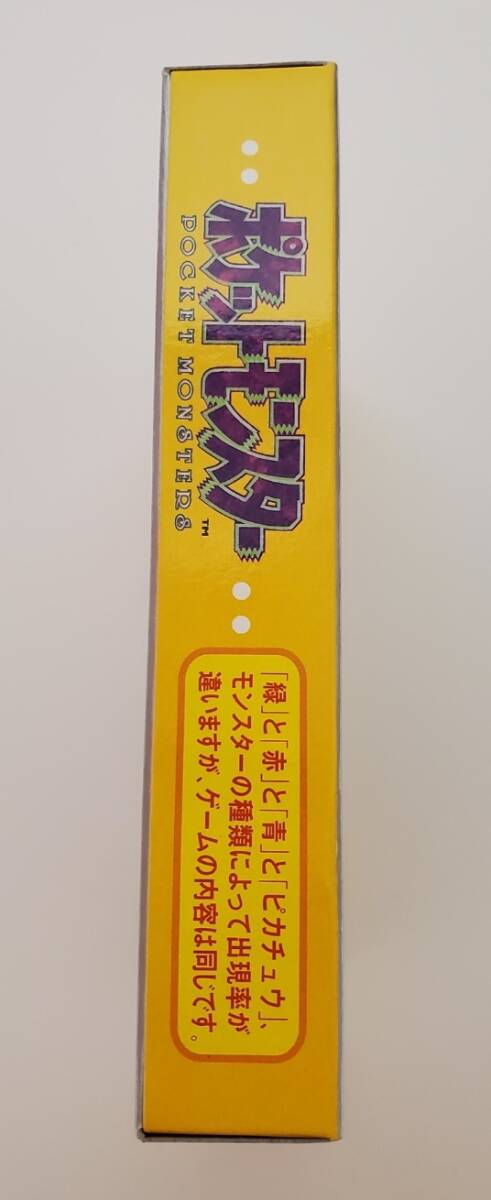 ポケットモンスター
POCKET MONSTERS™
「緑」と「赤」と「青」と「ピカチュウ」、
モンスターの種類によって出現率が
違いますが、ゲームの内容は同じです。